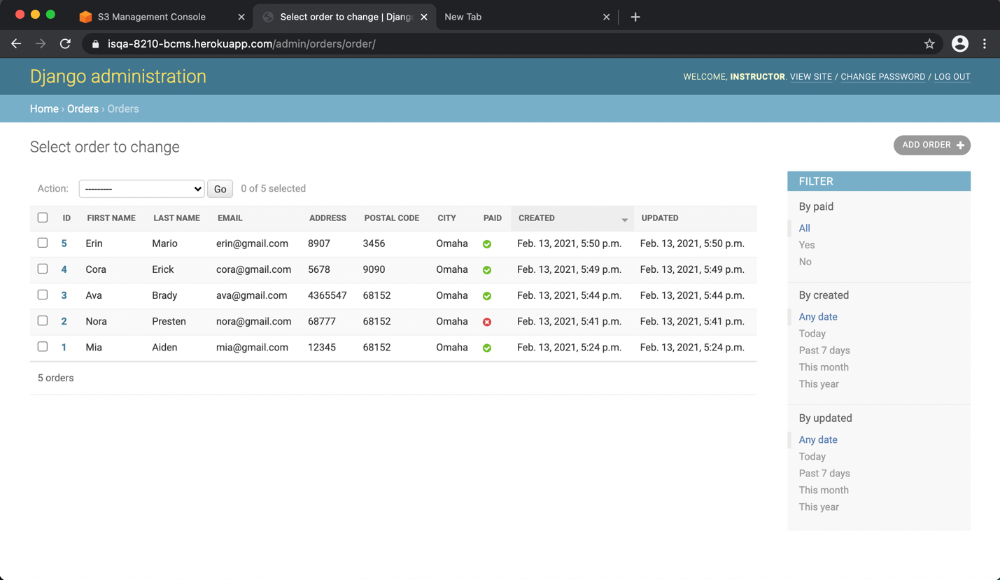 S3 Management Console
Select order to change | Djang
New Tab
isqa-8210-bcms.herokuapp.com/admin/orders/order/
Django administration
WELCOME, INSTRUCTOR. VIEW SITE / CHANGE PASSWORD / LOG OUT
Home › Orders › Orders
Select order to change
ADD ORDER +
Action: --------- Go 0 of 5 selected
ID FIRST NAME LAST NAME EMAIL ADDRESS POSTAL CODE CITY PAID CREATED UPDATED
5 Erin Mario erin@gmail.com 8907 3456 Omaha Feb. 13, 2021, 5:50 p.m. Feb. 13, 2021, 5:50 p.m.
4 Cora Erick cora@gmail.com 5678 9090 Omaha Feb. 13, 2021, 5:49 p.m. Feb. 13, 2021, 5:49 p.m.
3 Ava Brady ava@gmail.com 4365547 68152 Omaha Feb. 13, 2021, 5:44 p.m. Feb. 13, 2021, 5:44 p.m.
2 Nora Presten nora@gmail.com 68777 68152 Omaha Feb. 13, 2021, 5:41 p.m. Feb. 13, 2021, 5:41 p.m.
1 Mia Aiden mia@gmail.com 12345 68152 Omaha Feb. 13, 2021, 5:24 p.m. Feb. 13, 2021, 5:24 p.m.
5 orders
FILTER
By paid
All
Yes
No
By created
Any date
Today
Past 7 days
This month
This year
By updated
Any date
Today
Past 7 days
This month
This year